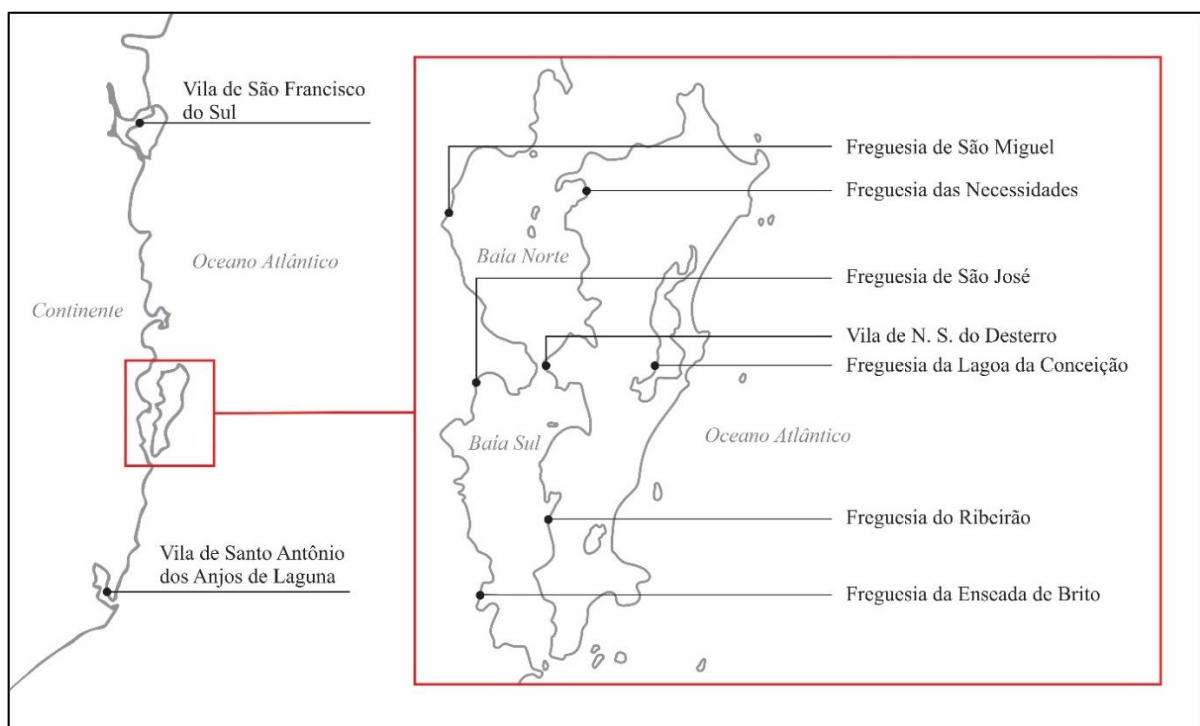 Vila de São Francisco
do Sul
Oceano Atlântico
Continente
Vila de Santo Antônio
dos Anjos de Laguna
Freguesia de São Miguel
Freguesia das Necessidades
Baía Norte
Freguesia de São José
Vila de N. S. do Desterro
Freguesia da Lagoa da Conceição
Baía Sul
Oceano Atlântico
Freguesia do Ribeirão
Freguesia da Enseada de Brito